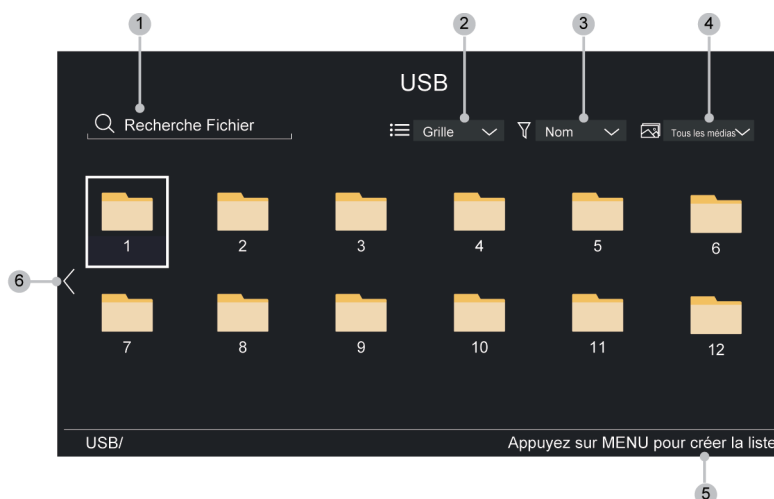 1 2 3 4
USB
Recherche Fichier Grille Nom Tous les médias
1 2 3 4 5 6
6
7 8 9 10 11 12
USB/ Appuyez sur MENU pour créer la liste
5